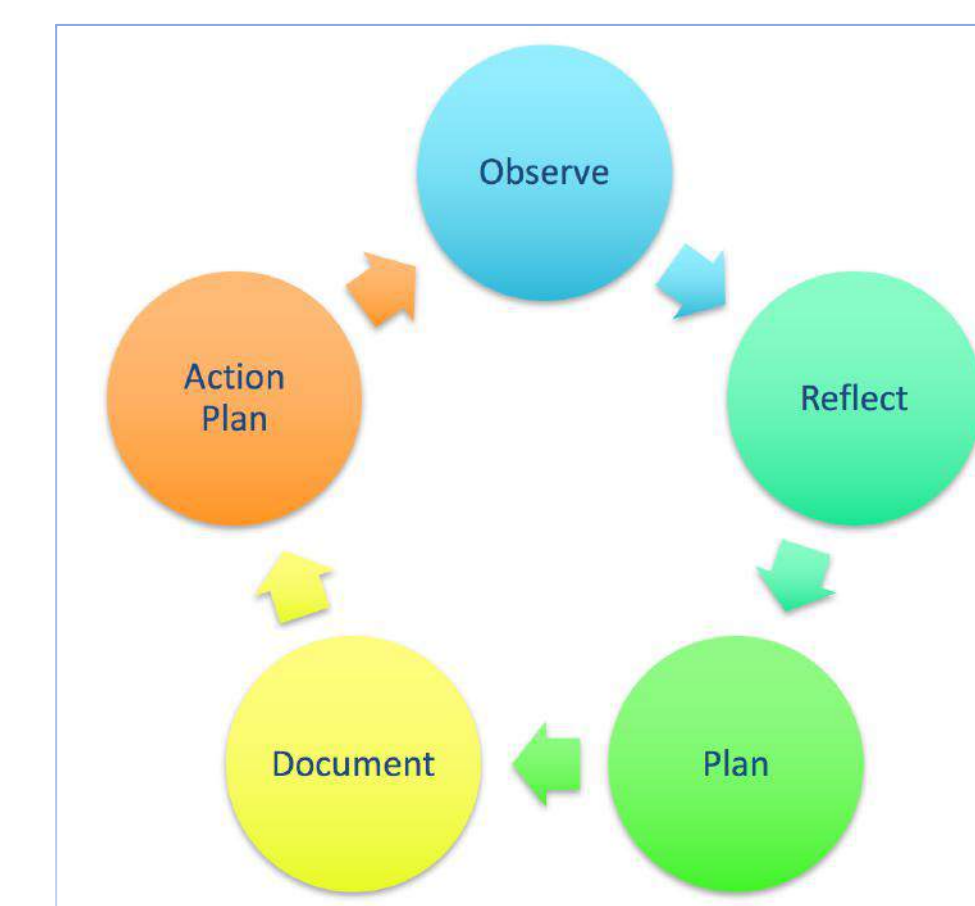 Observe
Reflect
Plan
Document
Action
Plan